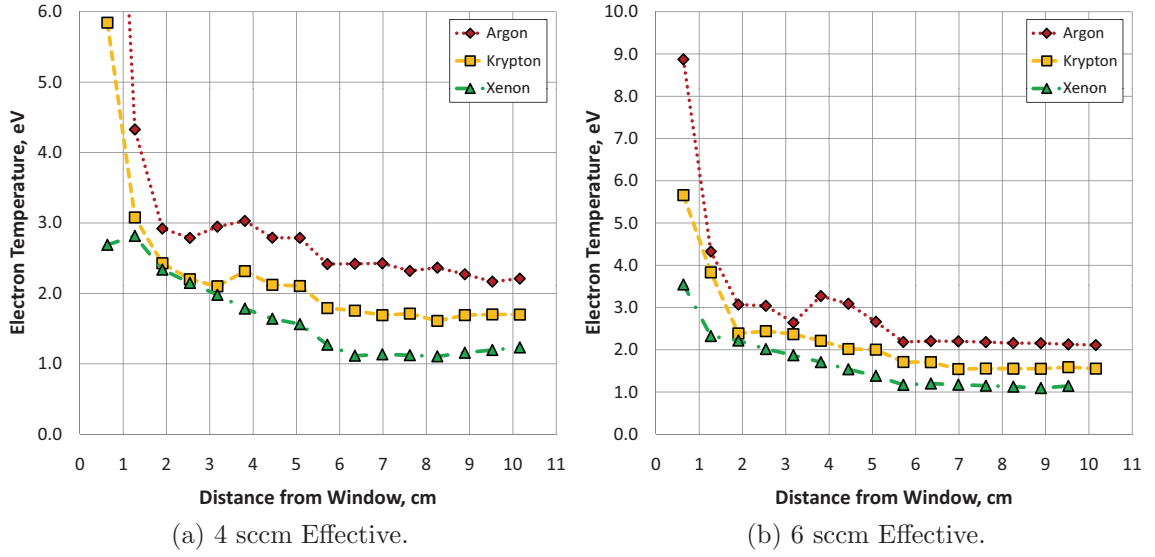 6.0
5.0
4.0
3.0
2.0
1.0
0.0
Electron Temperature, eV
Argon
Krypton
Xenon
0 1 2 3 4 5 6 7 8 9 10 11
Distance from Window, cm
(a) 4 sccm Effective.
10.0
9.0
8.0
7.0
6.0
5.0
4.0
3.0
2.0
1.0
0.0
Electron Temperature, eV
Argon
Krypton
Xenon
0 1 2 3 4 5 6 7 8 9 10 11
Distance from Window, cm
(b) 6 sccm Effective.